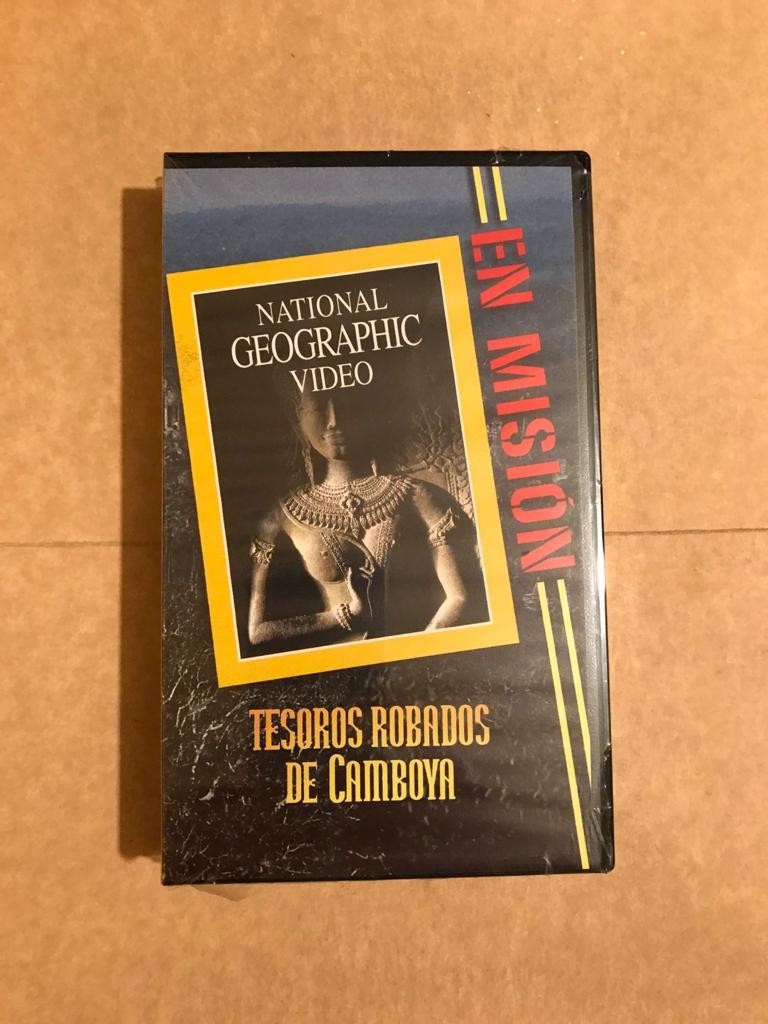 NATIONAL
GEOGRAPHIC
VIDEO
EN MISIÓN
TESOROS ROBADOS
DE CAMBOYA